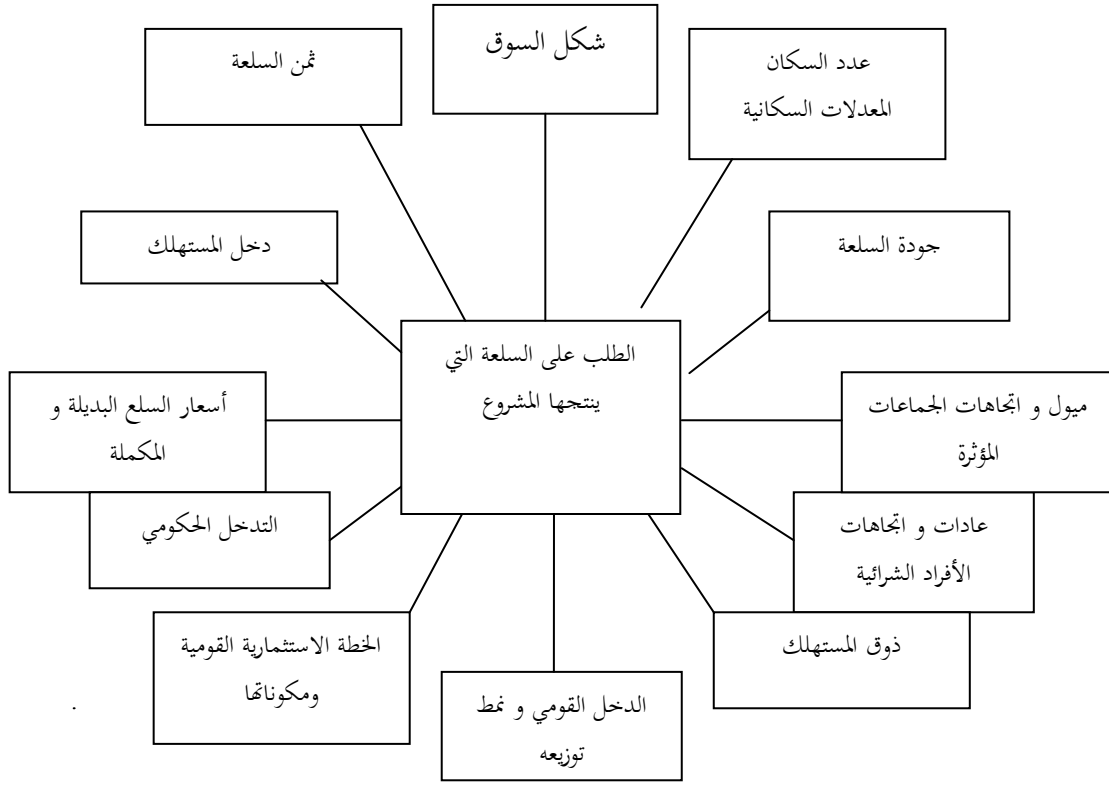 شكل السوق
عدد السكان
المعدلات السكانية
ثمن السلعة
جودة السلعة
دخل المستهلك
الطلب على السلعة التي
ينتجها المشروع
ميول و اتجاهات الجماعات
المؤثرة
أسعار السلع البديلة و
المكملة
عادات و اتجاهات
الأفراد الشرائية
التدخل الحكومي
ذوق المستهلك
الخطة الاستثمارية القومية
ومكوناتها
الدخل القومي و نمط
توزيعه
.